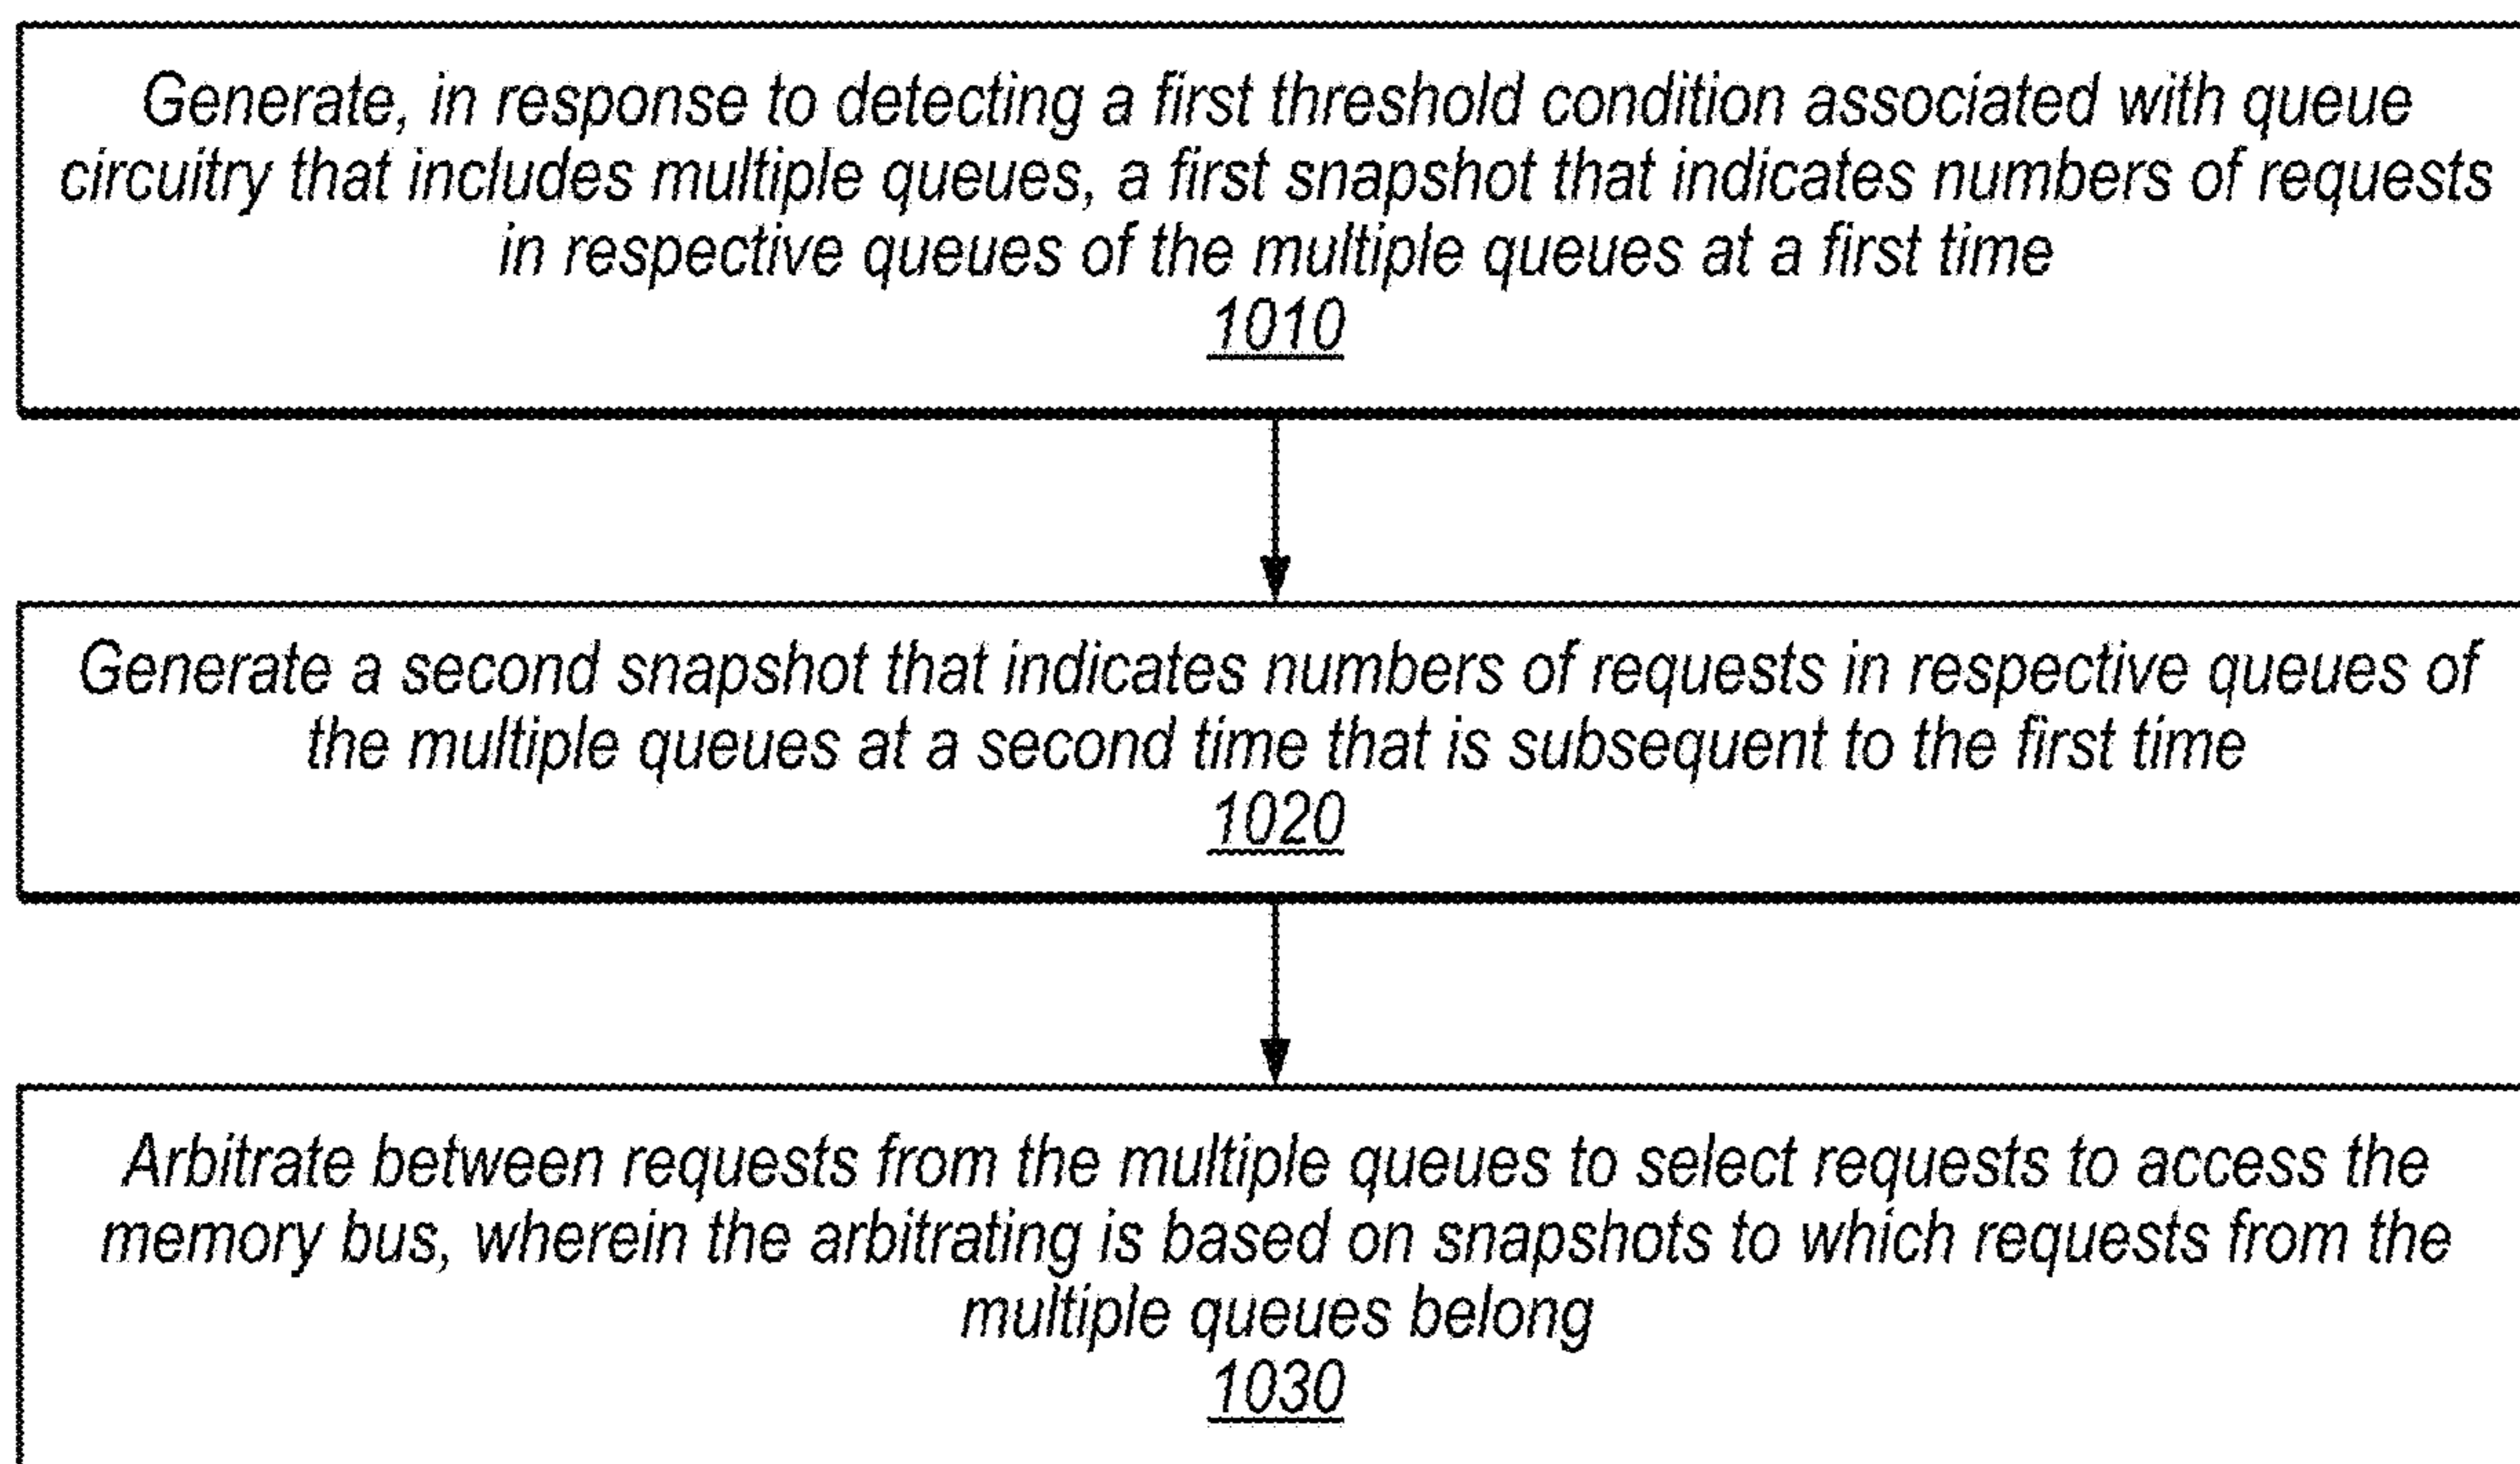 Generate, in response to detecting a first threshold condition associated with queue
circuitry that includes multiple queues, a first snapshot that indicates numbers of requests
in respective queues of the multiple queues at a first time
1010
Generate a second snapshot that indicates numbers of requests in respective queues of
the multiple queues at a second time that is subsequent to the first time
1020
Arbitrate between requests from the multiple queues to select requests to access the
memory bus, wherein the arbitrating is based on snapshots to which requests from the
multiple queues belong
1030